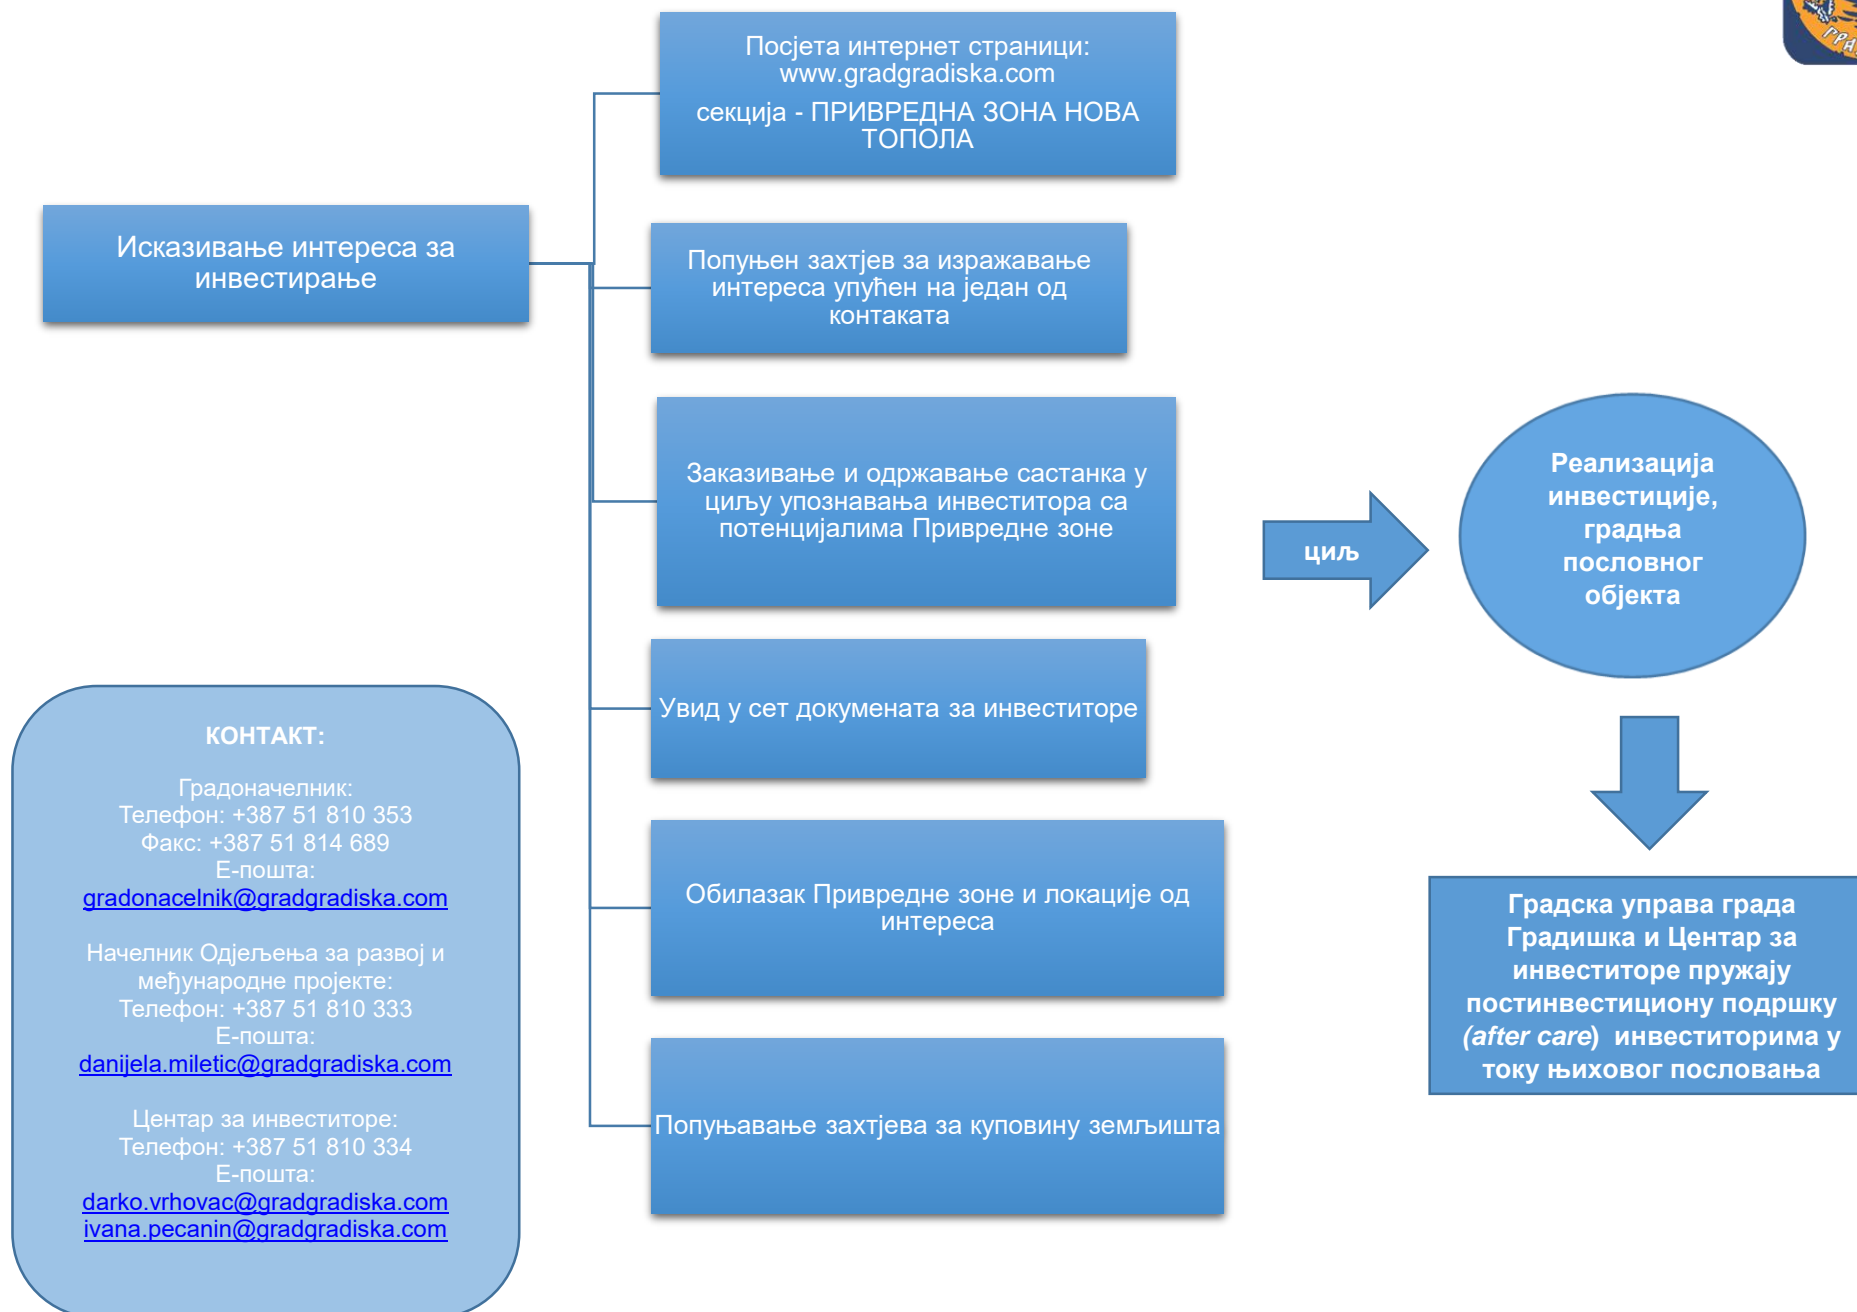 Посјета интернет страници:
www.gradgradiska.com
секција - ПРИВРЕДНА ЗОНА НОВА
ТОПОЛА
Исказивање интереса за
инвестирање
Попуњен захтјев за изражавање
интереса упућен на један од
контаката
Заказивање и одржавање састанка у
циљу упознавања инвеститора са
потенцијалима Привредне зоне
Увид у сет докумената за инвеститоре
Обилазак Привредне зоне и локације од
интереса
Попуњавање захтјева за куповину земљишта
циљ
Реализација
инвестиције,
градња
пословног
објекта
Градска управа града
Градишка и Центар за
инвеститоре пружају
постинвестициону подршку
(after care) инвеститорима у
току њиховог пословања
КОНТАКТ:
Градоначелник:
Телефон: +387 51 810 353
Факс: +387 51 814 689
Е-пошта:
gradonacelnik@gradgradiska.com
Начелник Одјељења за развој и
међународне пројекте:
Телефон: +387 51 810 333
Е-пошта:
danijela.miletic@gradgradiska.com
Центар за инвеститоре:
Телефон: +387 51 810 334
Е-пошта:
darko.vrhovac@gradgradiska.com
ivana.pecanin@gradgradiska.com